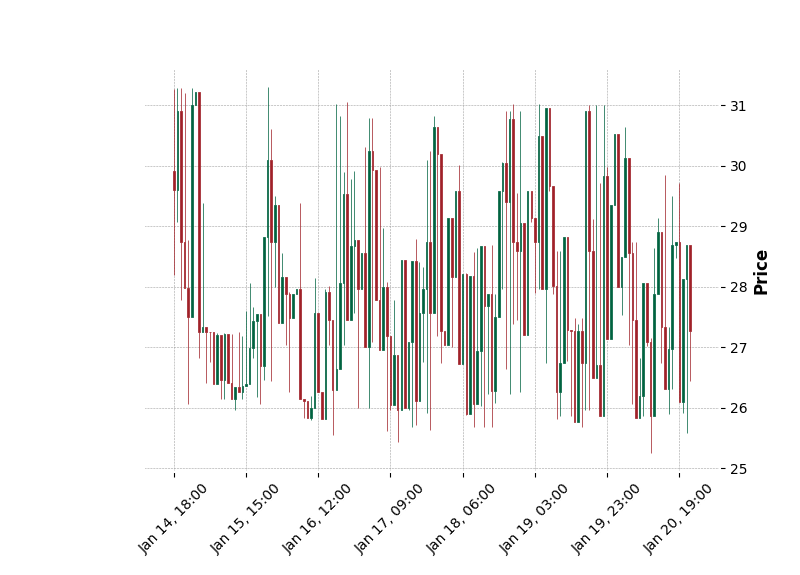 31
30
29
28
27
26
25
Price
Jan 14, 18:00
Jan 15, 15:00
Jan 16, 12:00
Jan 17, 09:00
Jan 18, 06:00
Jan 19, 03:00
Jan 19, 23:00
Jan 20, 19:00